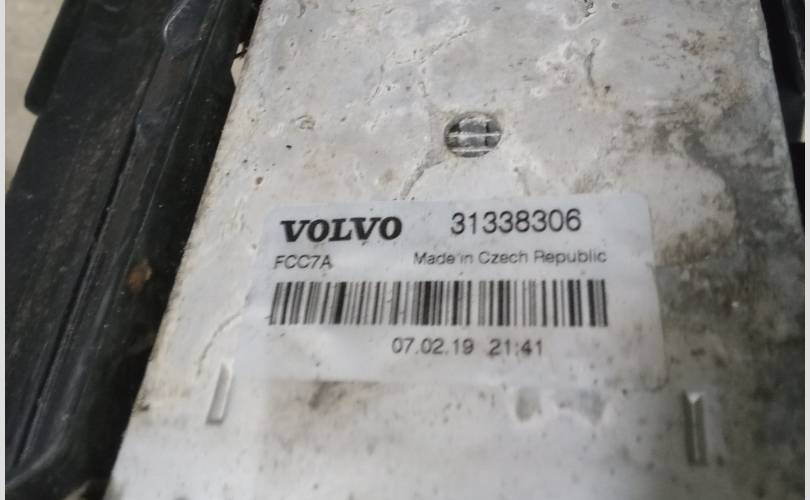 VOLVO 31338306
FCC7A Made in Czech Republic
07.02.19 21:41